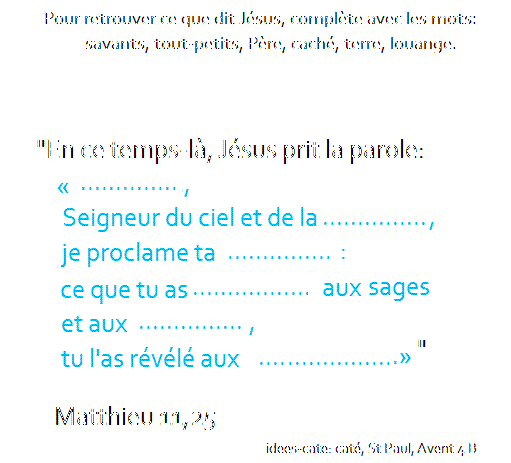 Pour retrouver ce que dit Jésus, complète avec les mots:
savants, tout-petits, Père, caché, terre, louange.
"En ce temps-là, Jésus prit la parole:
« .............. ,
Seigneur du ciel et de la ...............,
je proclame ta ............... :
ce que tu as ................. aux sages
et aux ............... ,
tu l'as révélé aux ....................» "
Matthieu 11, 25
idees-cate: caté, St Paul, Avent 4 B